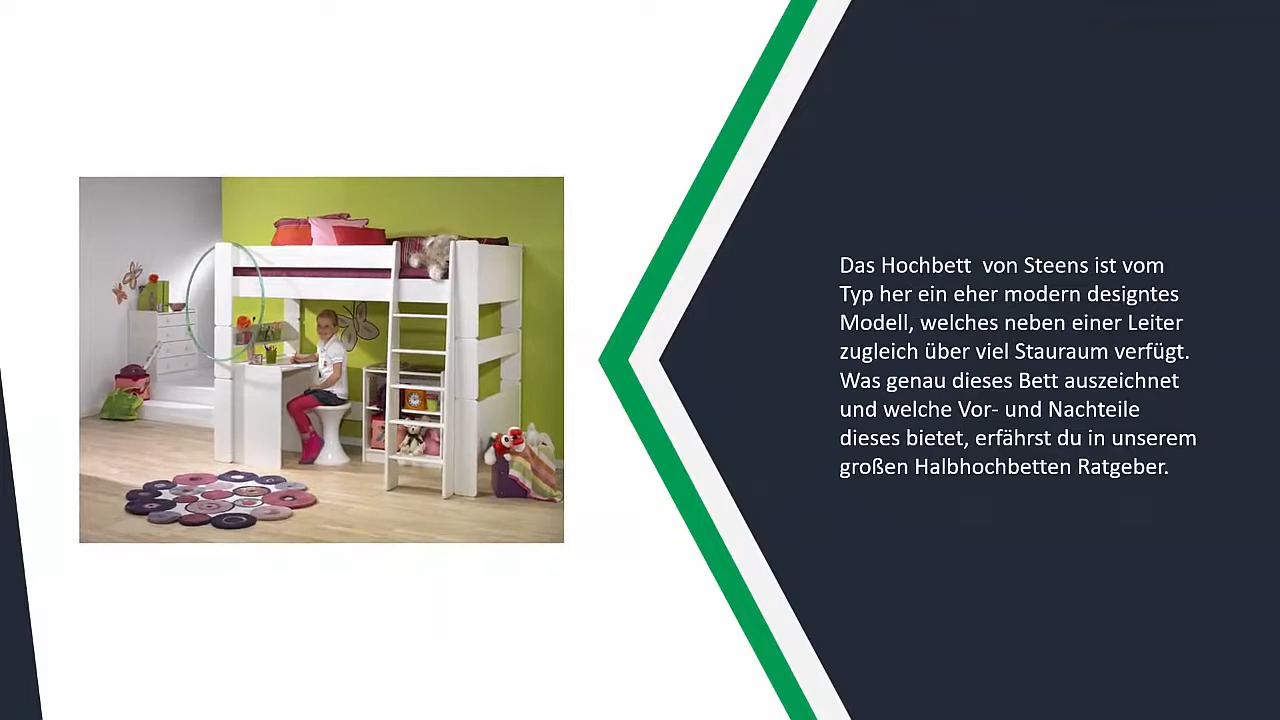 Das Hochbett  von Steens ist vom
Typ her ein eher modern designtes
Modell, welches neben einer Leiter
zugleich über viel Stauraum verfügt.
Was genau dieses Bett auszeichnet
und welche Vor- und Nachteile
dieses bietet, erfährst du in unserem
großen Halbhochbetten Ratgeber.